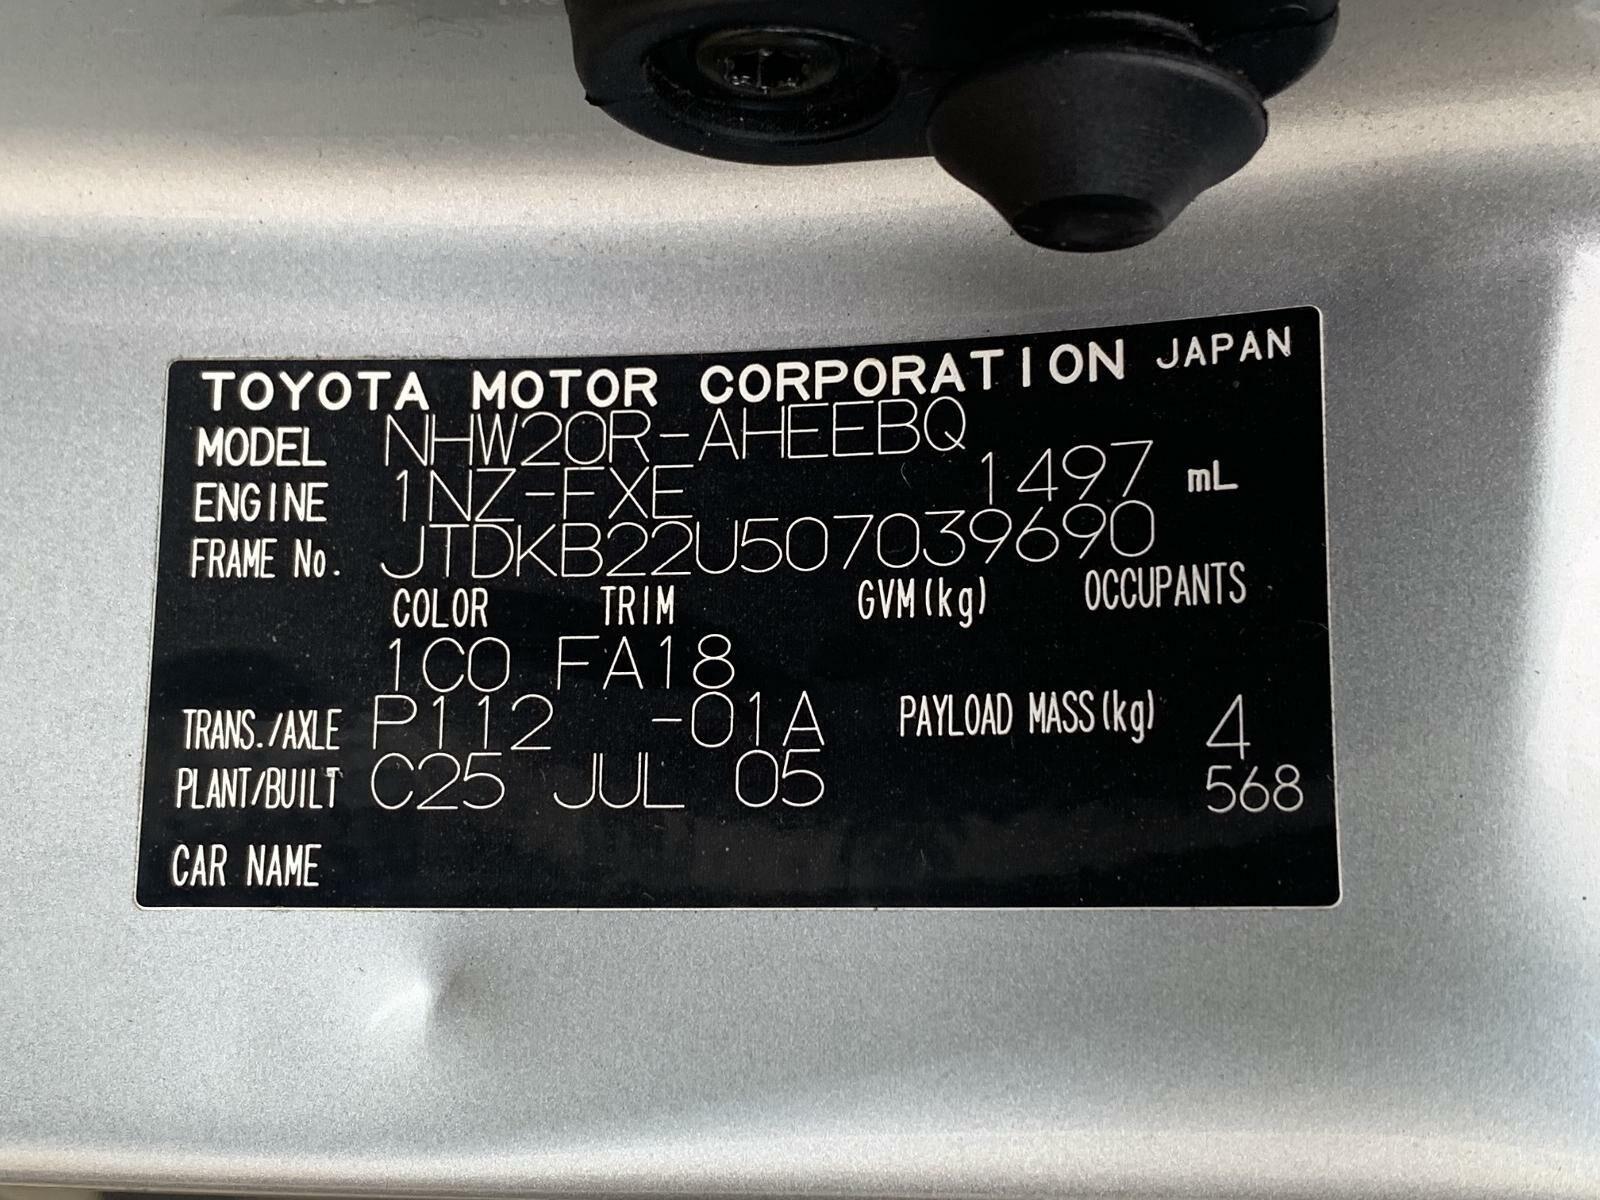 TOYOTA MOTOR CORPORATION JAPAN
MODEL NHW20R-AHEEBQ
ENGINE 1NZ-FXE 1497 mL
FRAME No. JTDKB22U507039690
COLOR TRIM GVM(kg) OCCUPANTS
1C0 FA18
TRANS./AXLE P112 -01A PAYLOAD MASS(kg) 4
PLANT/BUILT C25 JUL 05 568
CAR NAME